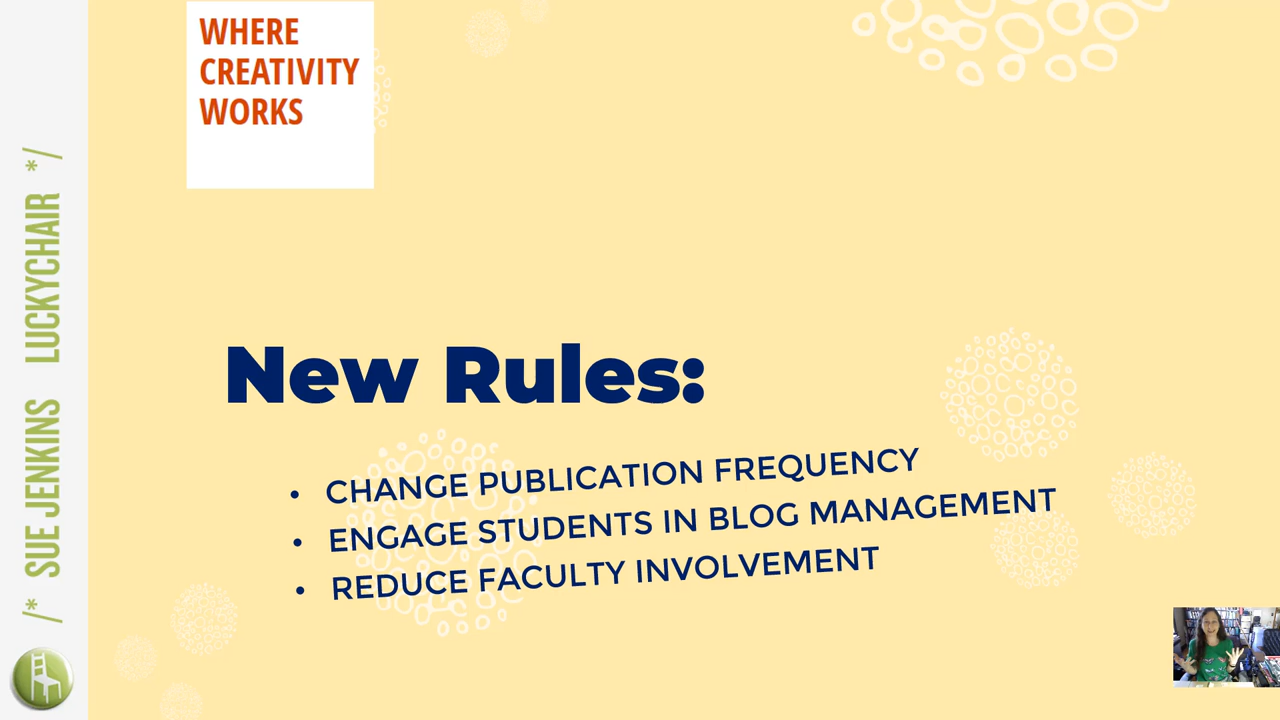 WHERE
CREATIVITY
WORKS
/* SUE JENKINS LUCKYCHAIR */
New Rules:
• CHANGE PUBLICATION FREQUENCY
• ENGAGE STUDENTS IN BLOG MANAGEMENT
• REDUCE FACULTY INVOLVEMENT